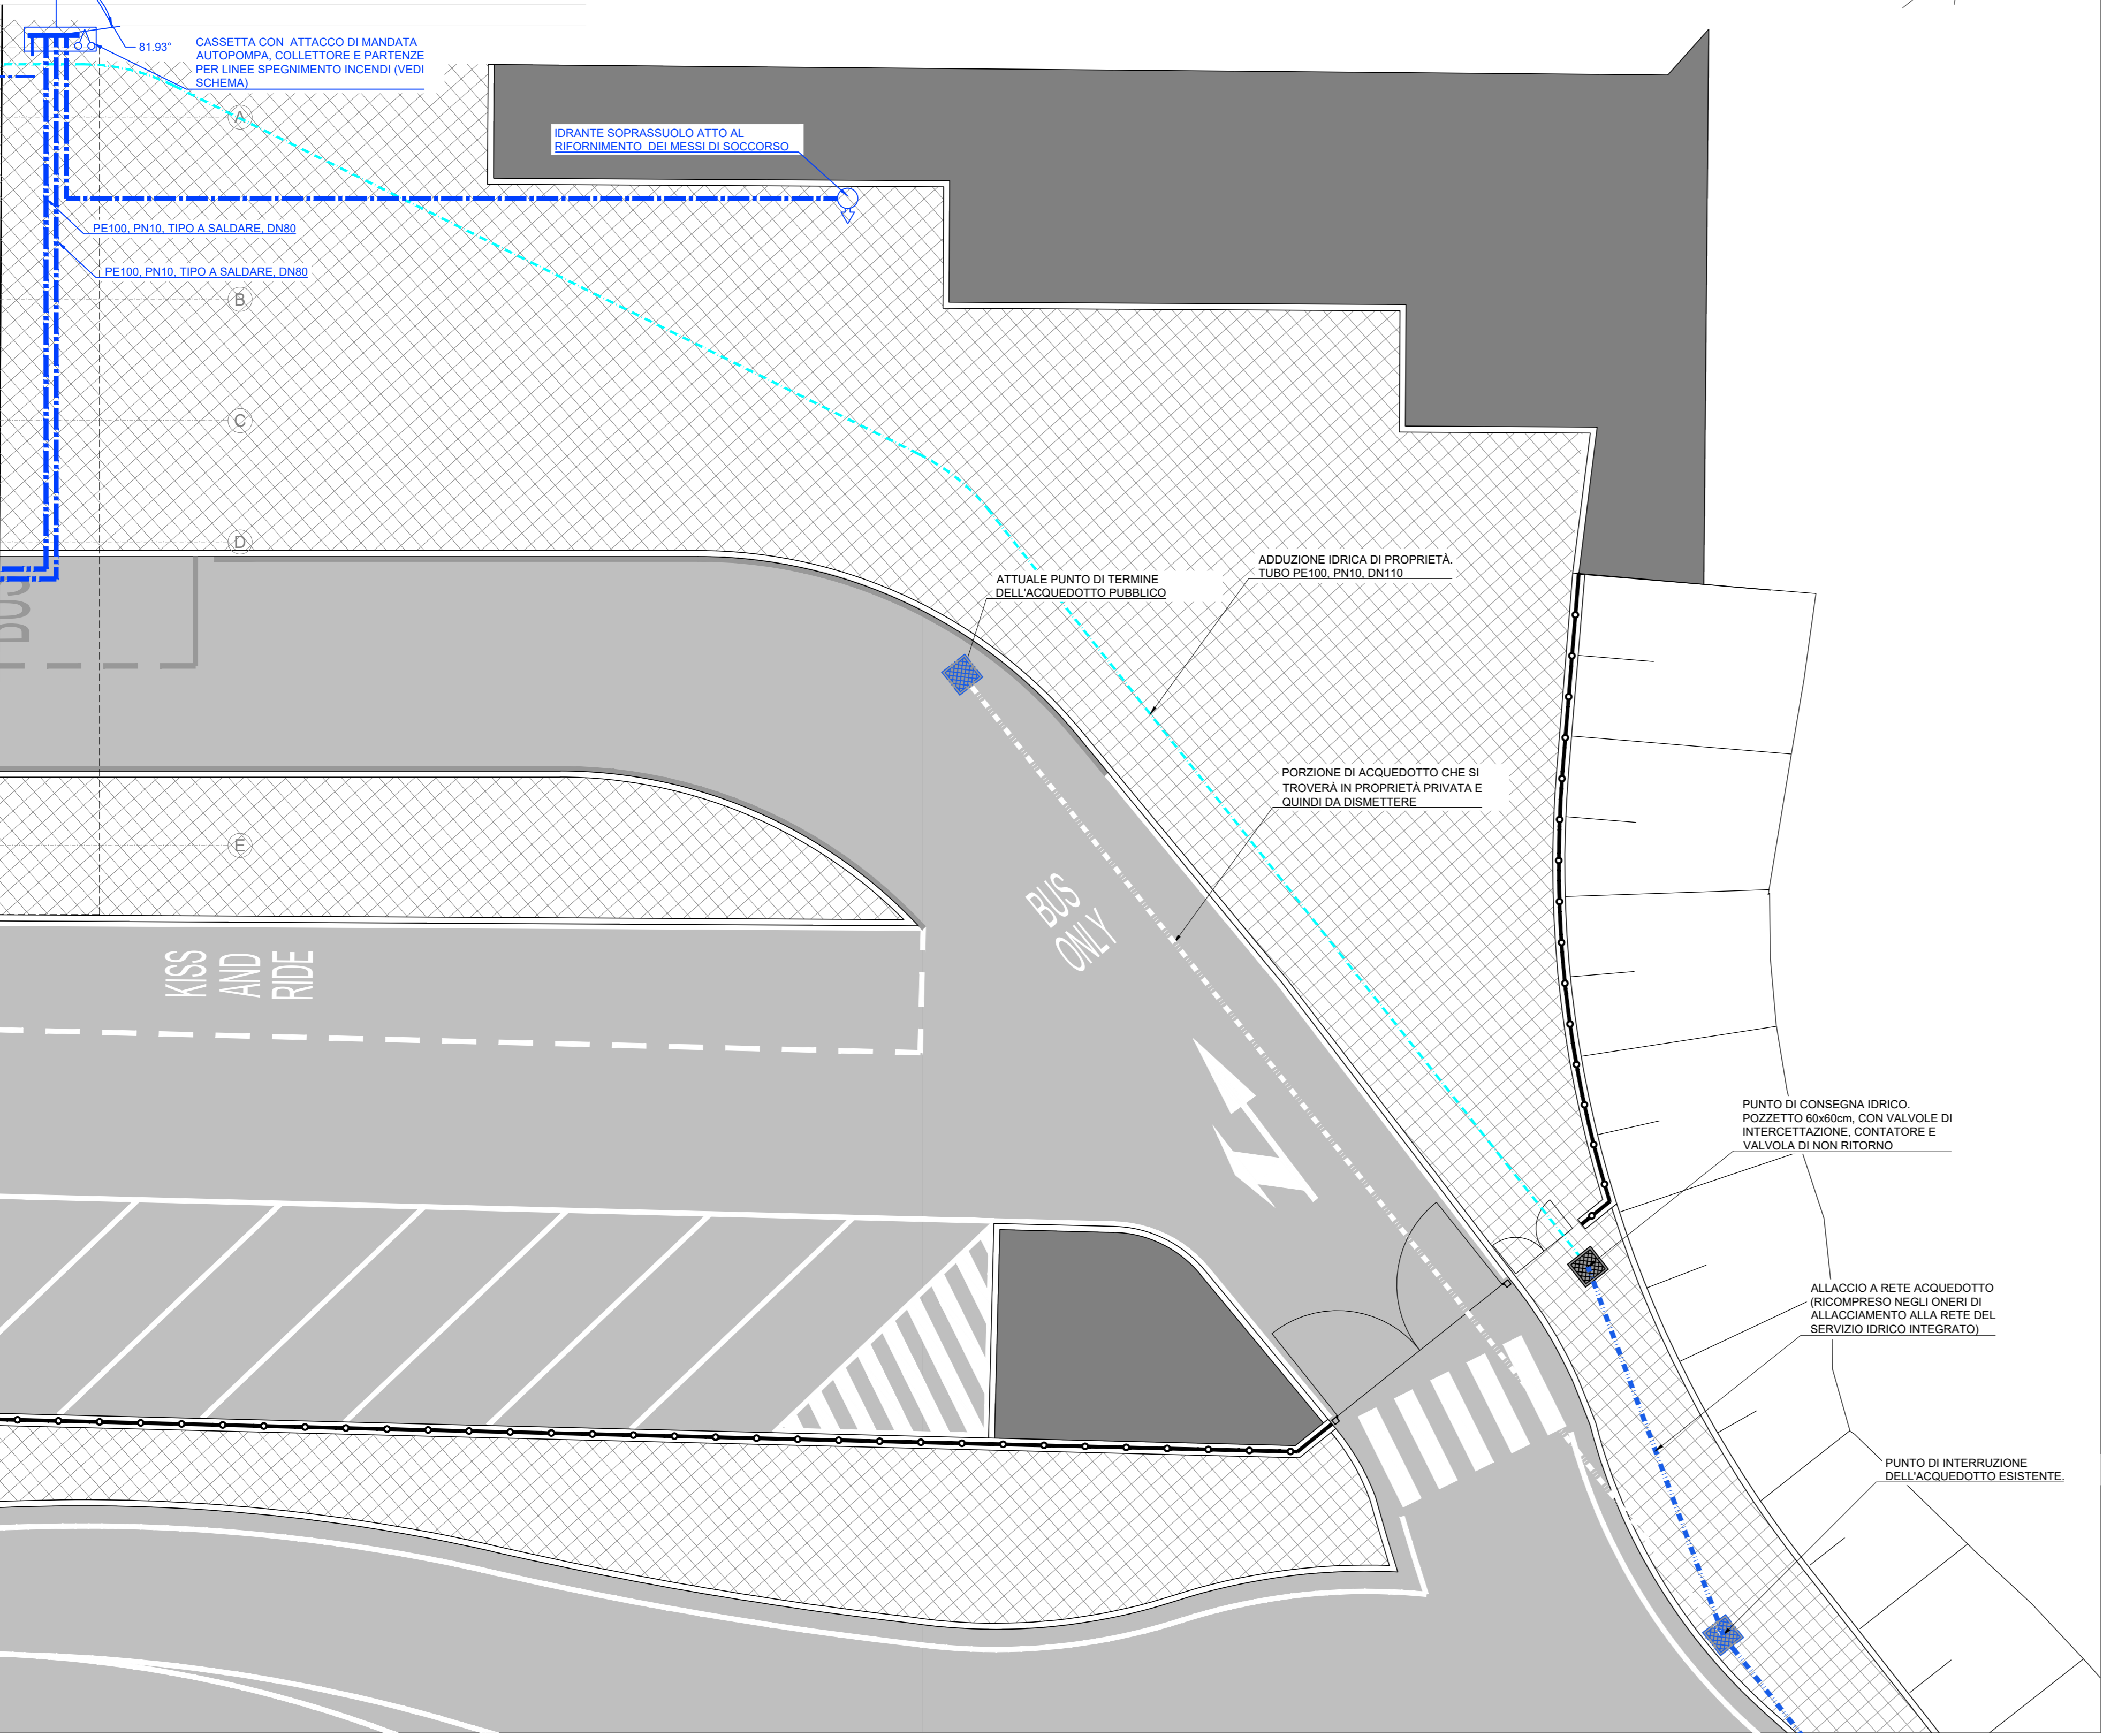 81.93°
CASSETTA CON ATTACCO DI MANDATA
AUTOPOMPA, COLLETTORE E PARTENZE
PER LINEE SPEGNIMENTO INCENDI (VEDI
SCHEMA)
A
IDRANTE SOPRASSUOLO ATTO AL
RIFORNIMENTO DEI MESSI DI SOCCORSO
PE100, PN10, TIPO A SALDARE, DN80
PE100, PN10, TIPO A SALDARE, DN80
B
C
D
ATTUALE PUNTO DI TERMINE
DELL'ACQUEDOTTO PUBBLICO
ADDUZIONE IDRICA DI PROPRIETÀ.
TUBO PE100, PN10, DN110
BUS
PORZIONE DI ACQUEDOTTO CHE SI
TROVERÀ IN PROPRIETÀ PRIVATA E
QUINDI DA DISMETTERE
E
BUS
ONLY
KISS
AND
RIDE
PUNTO DI CONSEGNA IDRICO.
POZZETTO 60x60cm, CON VALVOLE DI
INTERCETTAZIONE, CONTATORE E
VALVOLA DI NON RITORNO
ALLACCIO A RETE ACQUEDOTTO
(RICOMPRESO NEGLI ONERI DI
ALLACCIAMENTO ALLA RETE DEL
SERVIZIO IDRICO INTEGRATO)
PUNTO DI INTERRUZIONE
DELL'ACQUEDOTTO ESISTENTE.